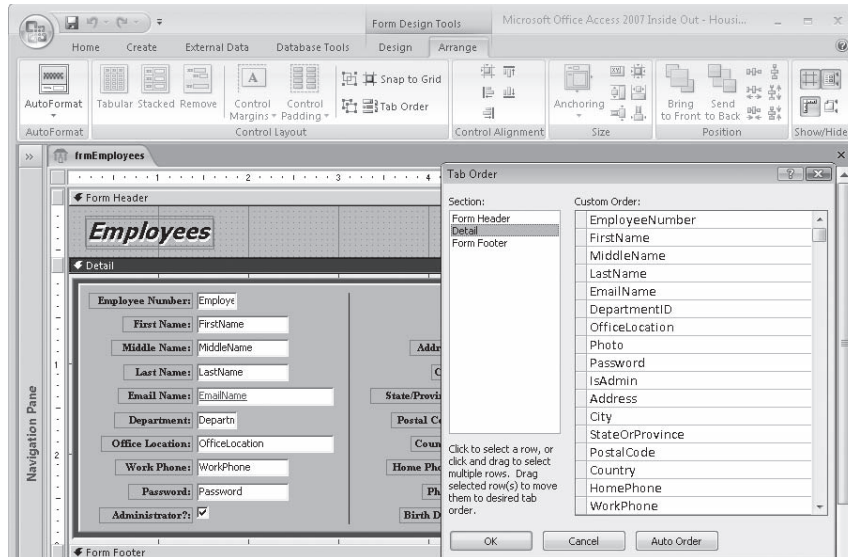 Form Design Tools
Microsoft Office Access 2007 Inside Out - Housi...
Home Create External Data Database Tools Design Arrange
AutoFormat
Tabular Stacked Remove
Control Margins
Control Padding
Snap to Grid
Tab Order
Anchoring
Bring to Front
Send to Back
AutoFormat
Control Layout
Control Alignment
Size
Position
Show/Hide
frmEmployees
1 2 3 4
Form Header
Employees
Detail
Employee Number: Employe
First Name: FirstName
Middle Name: MiddleName
Last Name: LastName
Email Name: EmailName
Department: Departn
Office Location: OfficeLocation
Work Phone: WorkPhone
Password: Password
Administrator?:
Addr
C
State/Provi
Postal Co
Coun
Home Pho
Ph
Birth D
1
2
Form Footer
Navigation Pane
Tab Order
Section:
Form Header
Detail
Form Footer
Click to select a row, or
click and drag to select
multiple rows. Drag
selected row(s) to move
them to desired tab
order.
Custom Order:
EmployeeNumber
FirstName
MiddleName
LastName
EmailName
DepartmentID
OfficeLocation
Photo
Password
IsAdmin
Address
City
StateOrProvince
PostalCode
Country
HomePhone
WorkPhone
OK
Cancel
Auto Order